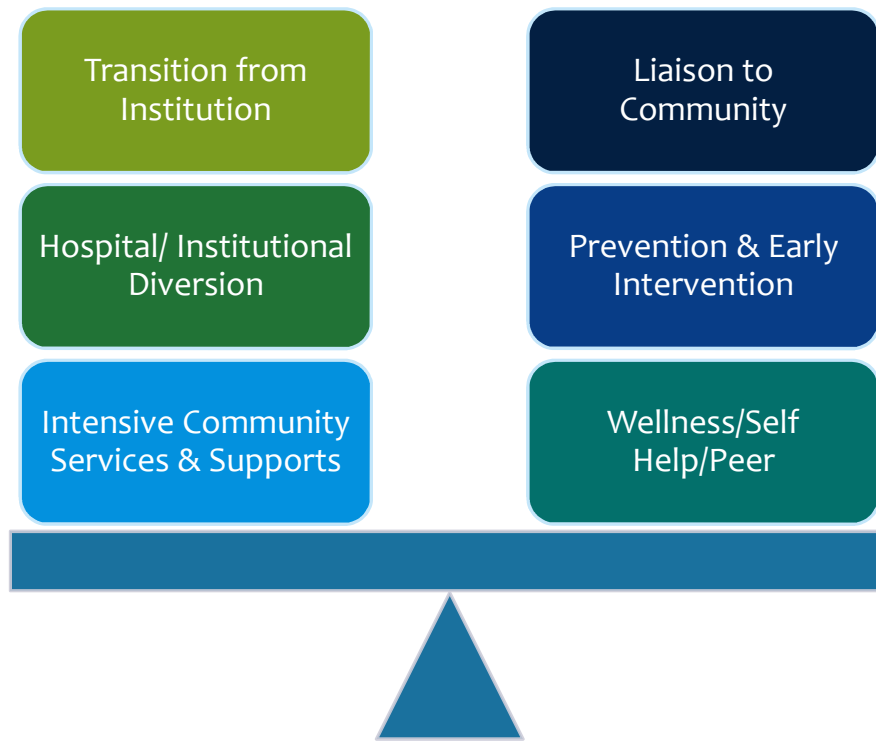 Transition from
Institution
Liaison to
Community
Hospital/ Institutional
Diversion
Prevention & Early
Intervention
Intensive Community
Services & Supports
Wellness/Self
Help/Peer